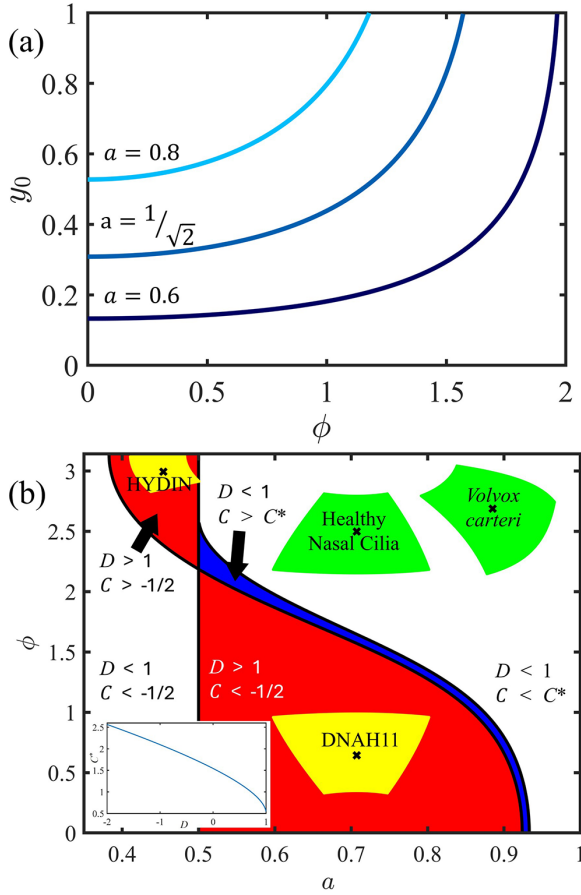 (a)
1
0.8
0.6
0.4
0.2
0
y₀
a = 0.8
a = 1/√2
a = 0.6
0
0.5
1
1.5
2
ϕ
(b)
3
2.5
2
1.5
1
0.5
0
ϕ
HYDIN
D < 1
C > C*
Healthy
Nasal Cilia
Volvox
carteri
D > 1
C > -1/2
D < 1
C < -1/2
D > 1
C < -1/2
D < 1
C < C*
DNAH11
2.5
2
1.5
1
0.5
C*
-2
-1
0
1
D
0.4
0.5
0.6
0.7
0.8
0.9
1
a